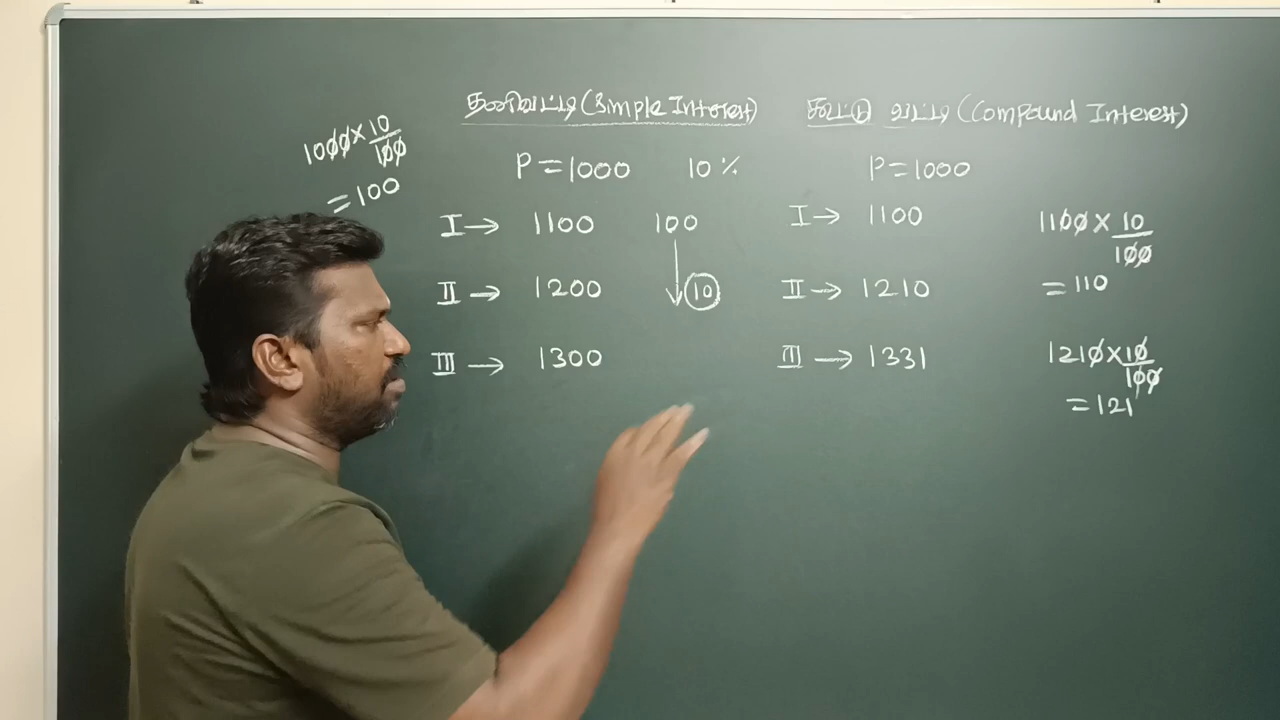 தனிவட்டி (Simple Interest)
P = 1000 10 %
I → 1100 100
II → 1200 10
III → 1300
1000 × 10/100
= 100
கூட்டு வட்டி (Compound Interest)
P = 1000
I → 1100
II → 1210
III → 1331
1100 × 10/100
= 110
1210 × 10/100
= 121